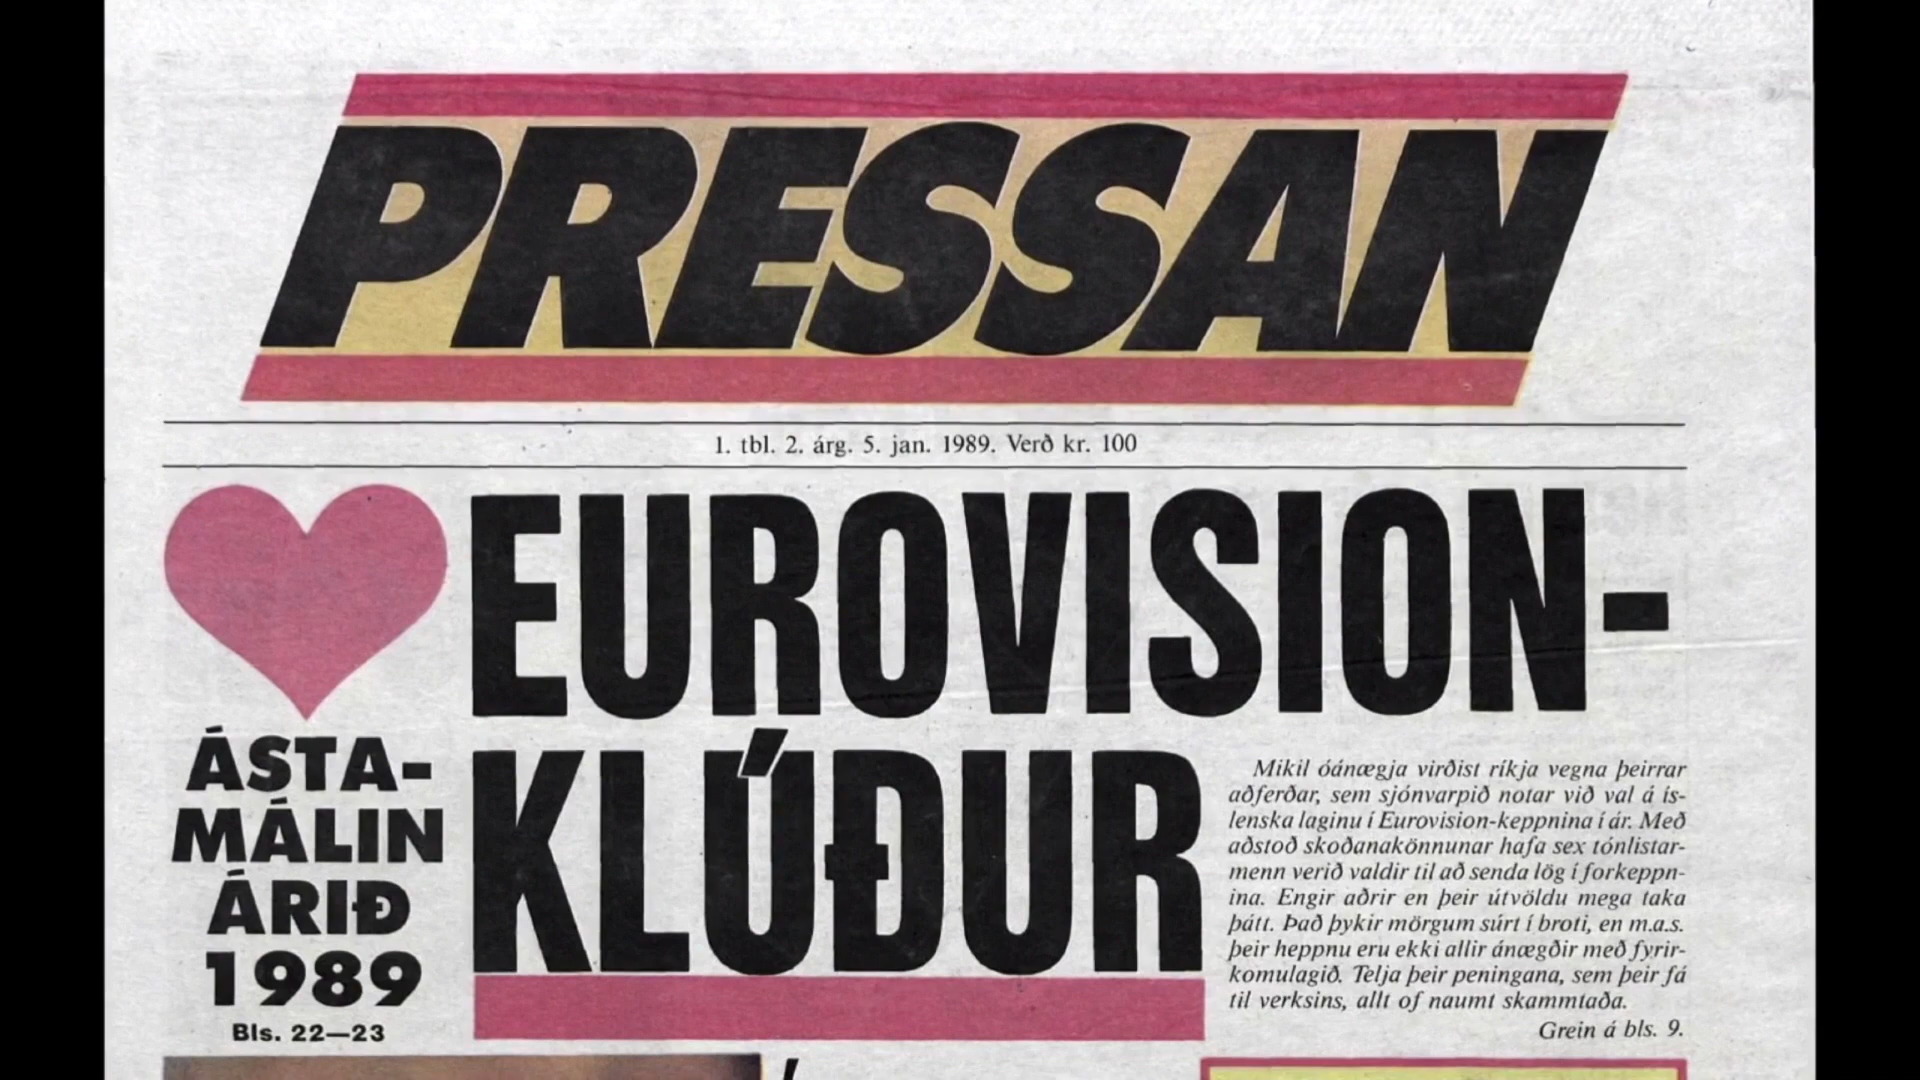 PRESSAN
1. tbl. 2. árg. 5. jan. 1989. Verð kr. 100
EUROVISION-
KLÚÐUR
ÁSTA-
MÁLIN
ÁRIÐ
1989
Bls. 22—23
Mikil óánægja virðist ríkja vegna þeirrar
aðferðar, sem sjónvarpið notar við val á ís-
lenska laginu í Eurovision-keppnina í ár. Með
aðstoð skoðanakönnunar hafa sex tónlistar-
menn verið valdir til að senda lög í forkeppn-
ina. Engir aðrir en þeir útvöldu mega taka
þátt. Það þykir mörgum súrt í broti, en m.a.s.
þeir heppnu eru ekki allir ánægðir með fyrir-
komulagið. Telja þeir peningana, sem þeir fá
til verksins, allt of naumt skammtaða.
Grein á bls. 9.